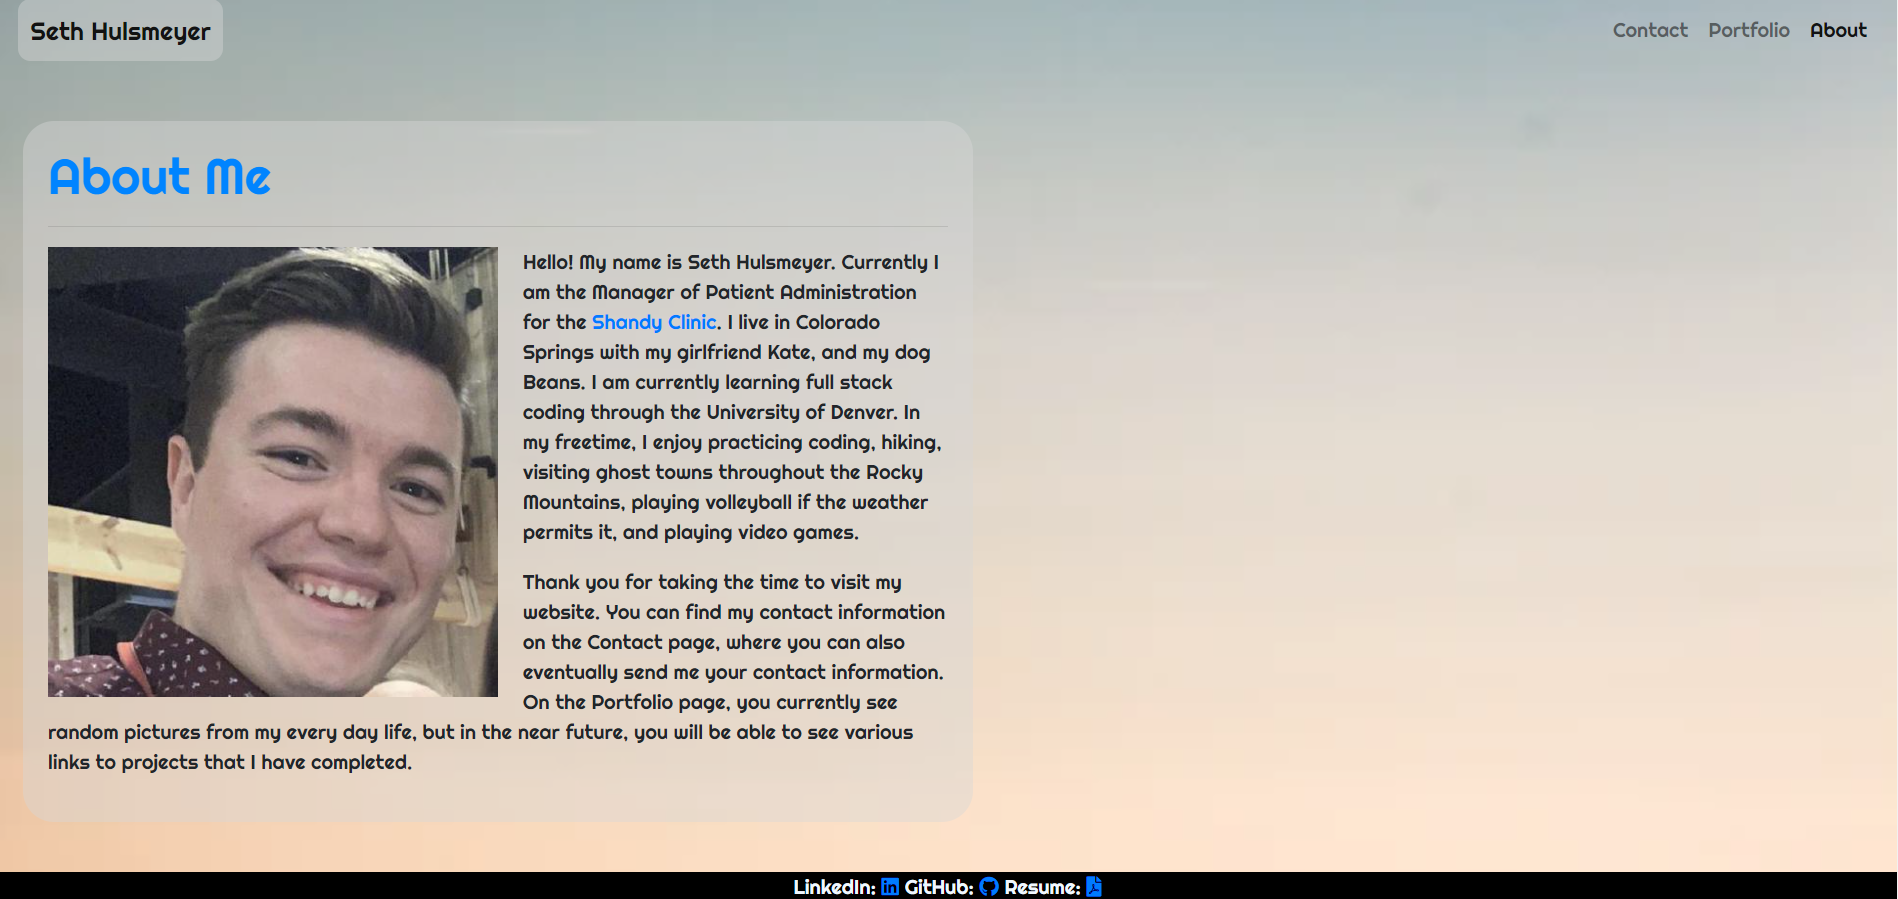 Seth Hulsmeyer
Contact Portfolio About
About Me
Hello! My name is Seth Hulsmeyer. Currently I
am the Manager of Patient Administration
for the Shandy Clinic. I live in Colorado
Springs with my girlfriend Kate, and my dog
Beans. I am currently learning full stack
coding through the University of Denver. In
my freetime, I enjoy practicing coding, hiking,
visiting ghost towns throughout the Rocky
Mountains, playing volleyball if the weather
permits it, and playing video games.
Thank you for taking the time to visit my
website. You can find my contact information
on the Contact page, where you can also
eventually send me your contact information.
On the Portfolio page, you currently see
random pictures from my every day life, but in the near future, you will be able to see various
links to projects that I have completed.
LinkedIn: in GitHub: Resume: